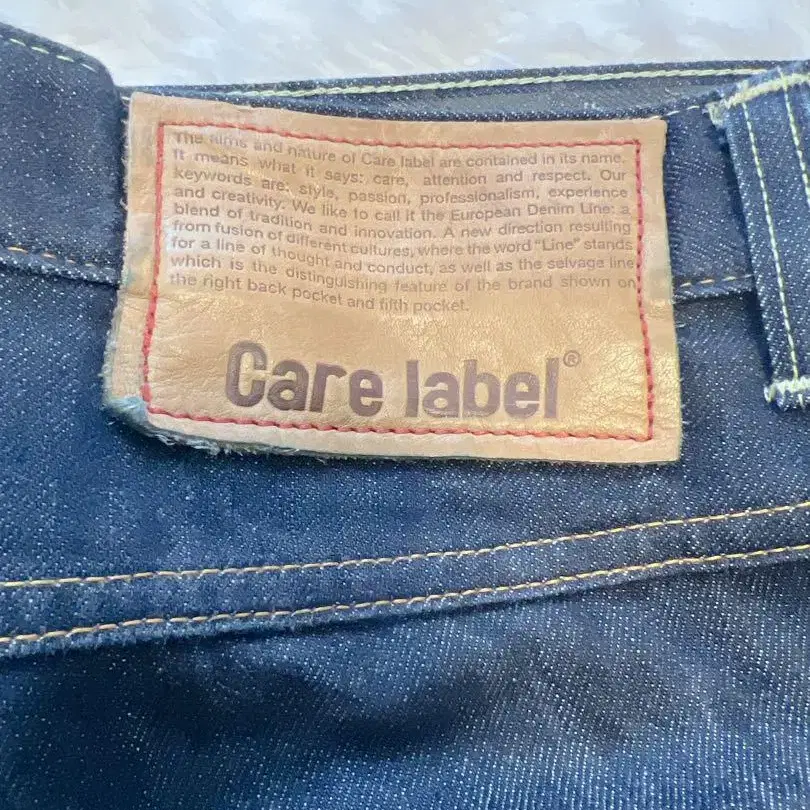 The films and nature of Care label are contained in its name.
It means what it says: care, attention and respect. Our
keywords are: style, passion, professionalism, experience
and creativity. We like to call it the European Denim Line: a
blend of tradition and innovation. A new direction resulting
from fusion of different cultures, where the word "Line" stands
for a line of thought and conduct, as well as the selvage line
which is the distinguishing feature of the brand shown on
the right back pocket and fifth pocket.
Care label®